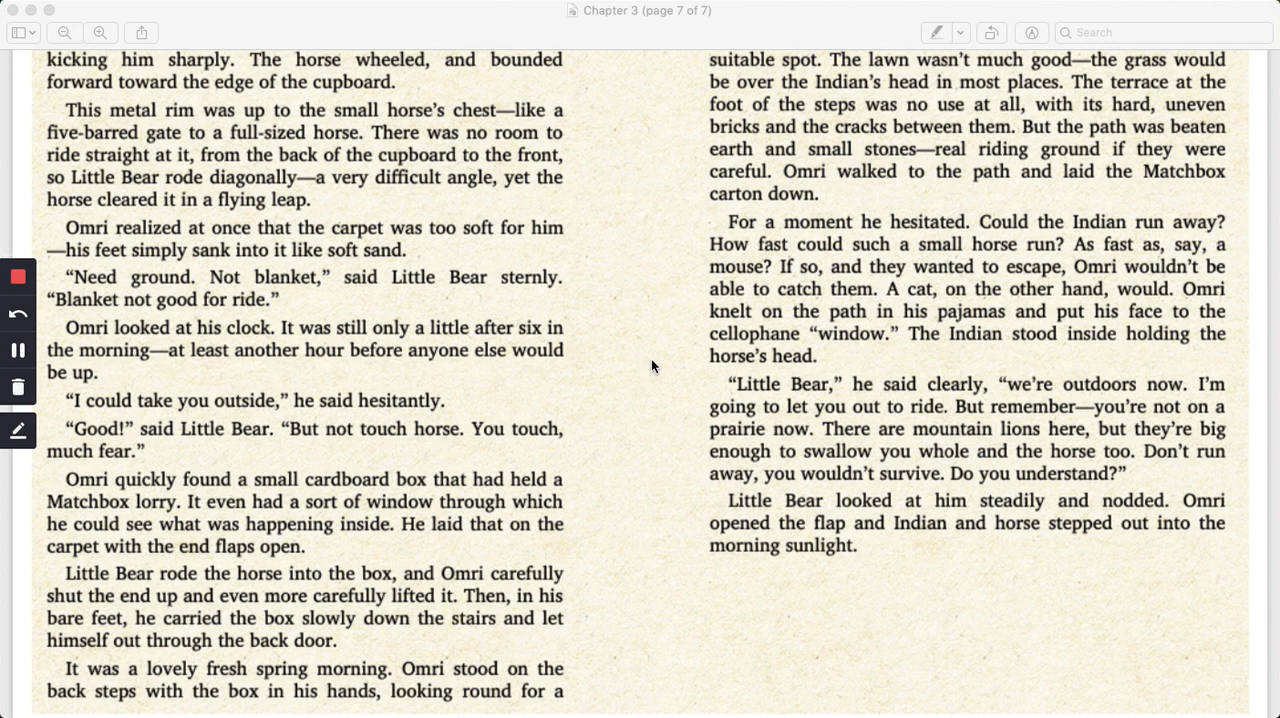 Chapter 3 (page 7 of 7)
Search
kicking him sharply. The horse wheeled, and bounded
forward toward the edge of the cupboard.
This metal rim was up to the small horse’s chest—like a
five-barred gate to a full-sized horse. There was no room to
ride straight at it, from the back of the cupboard to the front,
so Little Bear rode diagonally—a very difficult angle, yet the
horse cleared it in a flying leap.
Omri realized at once that the carpet was too soft for him
—his feet simply sank into it like soft sand.
“Need ground. Not blanket,” said Little Bear sternly.
“Blanket not good for ride.”
Omri looked at his clock. It was still only a little after six in
the morning—at least another hour before anyone else would
be up.
“I could take you outside,” he said hesitantly.
“Good!” said Little Bear. “But not touch horse. You touch,
much fear.”
Omri quickly found a small cardboard box that had held a
Matchbox lorry. It even had a sort of window through which
he could see what was happening inside. He laid that on the
carpet with the end flaps open.
Little Bear rode the horse into the box, and Omri carefully
shut the end up and even more carefully lifted it. Then, in his
bare feet, he carried the box slowly down the stairs and let
himself out through the back door.
It was a lovely fresh spring morning. Omri stood on the
back steps with the box in his hands, looking round for a
suitable spot. The lawn wasn’t much good—the grass would
be over the Indian’s head in most places. The terrace at the
foot of the steps was no use at all, with its hard, uneven
bricks and the cracks between them. But the path was beaten
earth and small stones—real riding ground if they were
careful. Omri walked to the path and laid the Matchbox
carton down.
For a moment he hesitated. Could the Indian run away?
How fast could such a small horse run? As fast as, say, a
mouse? If so, and they wanted to escape, Omri wouldn’t be
able to catch them. A cat, on the other hand, would. Omri
knelt on the path in his pajamas and put his face to the
cellophane “window.” The Indian stood inside holding the
horse’s head.
“Little Bear,” he said clearly, “we’re outdoors now. I’m
going to let you out to ride. But remember—you’re not on a
prairie now. There are mountain lions here, but they’re big
enough to swallow you whole and the horse too. Don’t run
away, you wouldn’t survive. Do you understand?”
Little Bear looked at him steadily and nodded. Omri
opened the flap and Indian and horse stepped out into the
morning sunlight.